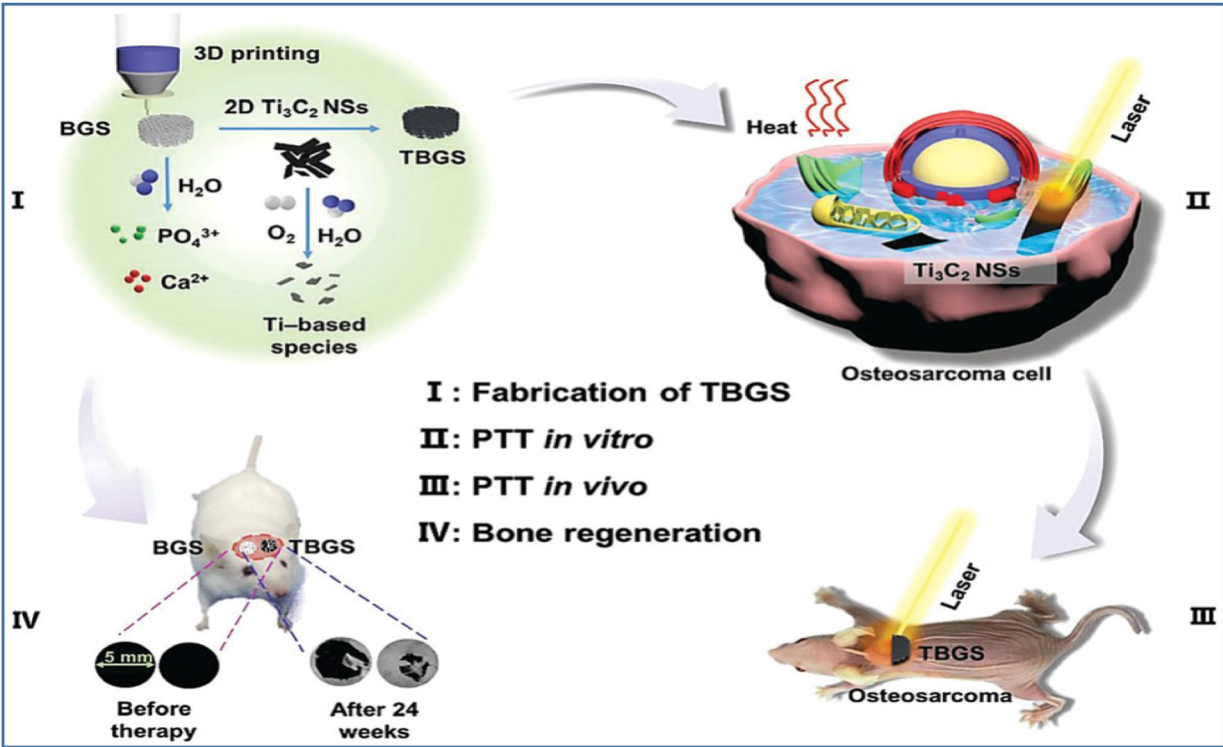 3D printing
BGS
2D Ti₃C₂ NSs
TBGS
H₂O
PO₄³⁺
Ca²⁺
O₂
H₂O
Ti–based
species
I
Heat
Laser
Ti₃C₂ NSs
Osteosarcoma cell
II
I : Fabrication of TBGS
II: PTT in vitro
III: PTT in vivo
IV: Bone regeneration
BGS
TBGS
IV
5 mm
Before
therapy
After 24
weeks
Laser
TBGS
Osteosarcoma
III